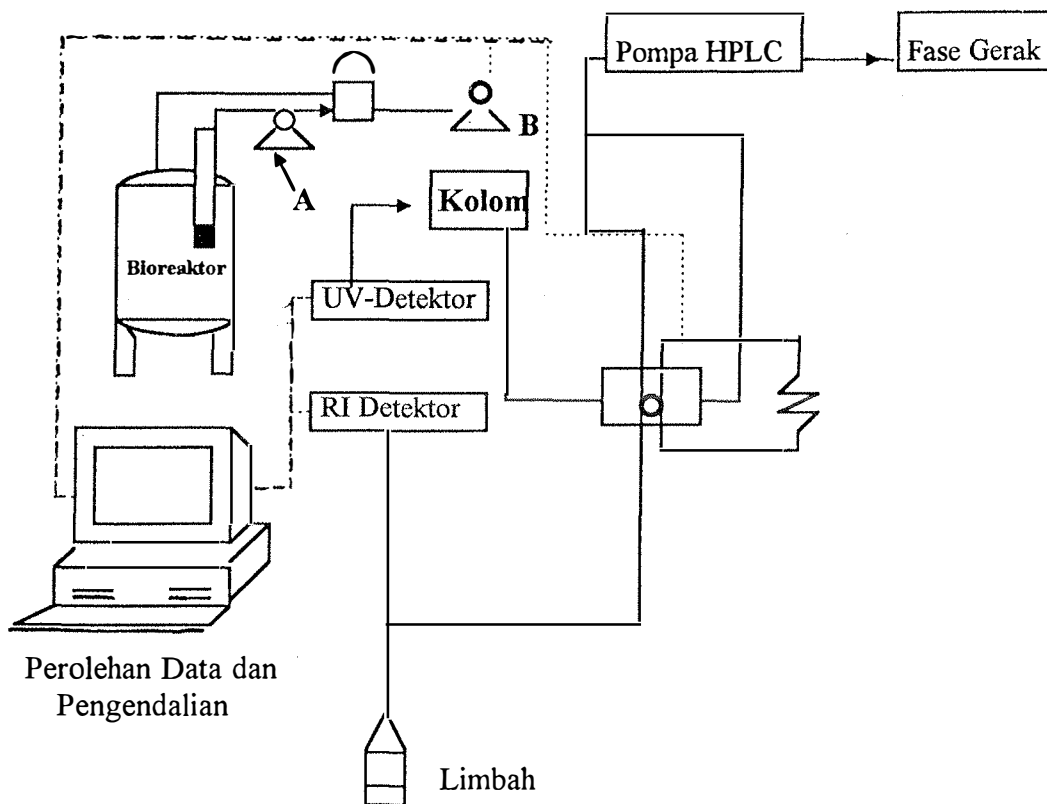 Pompa HPLC
Fase Gerak
B
A
Kolom
Bioreaktor
UV-Detektor
RI Detektor
Perolehan Data dan
Pengendalian
Limbah